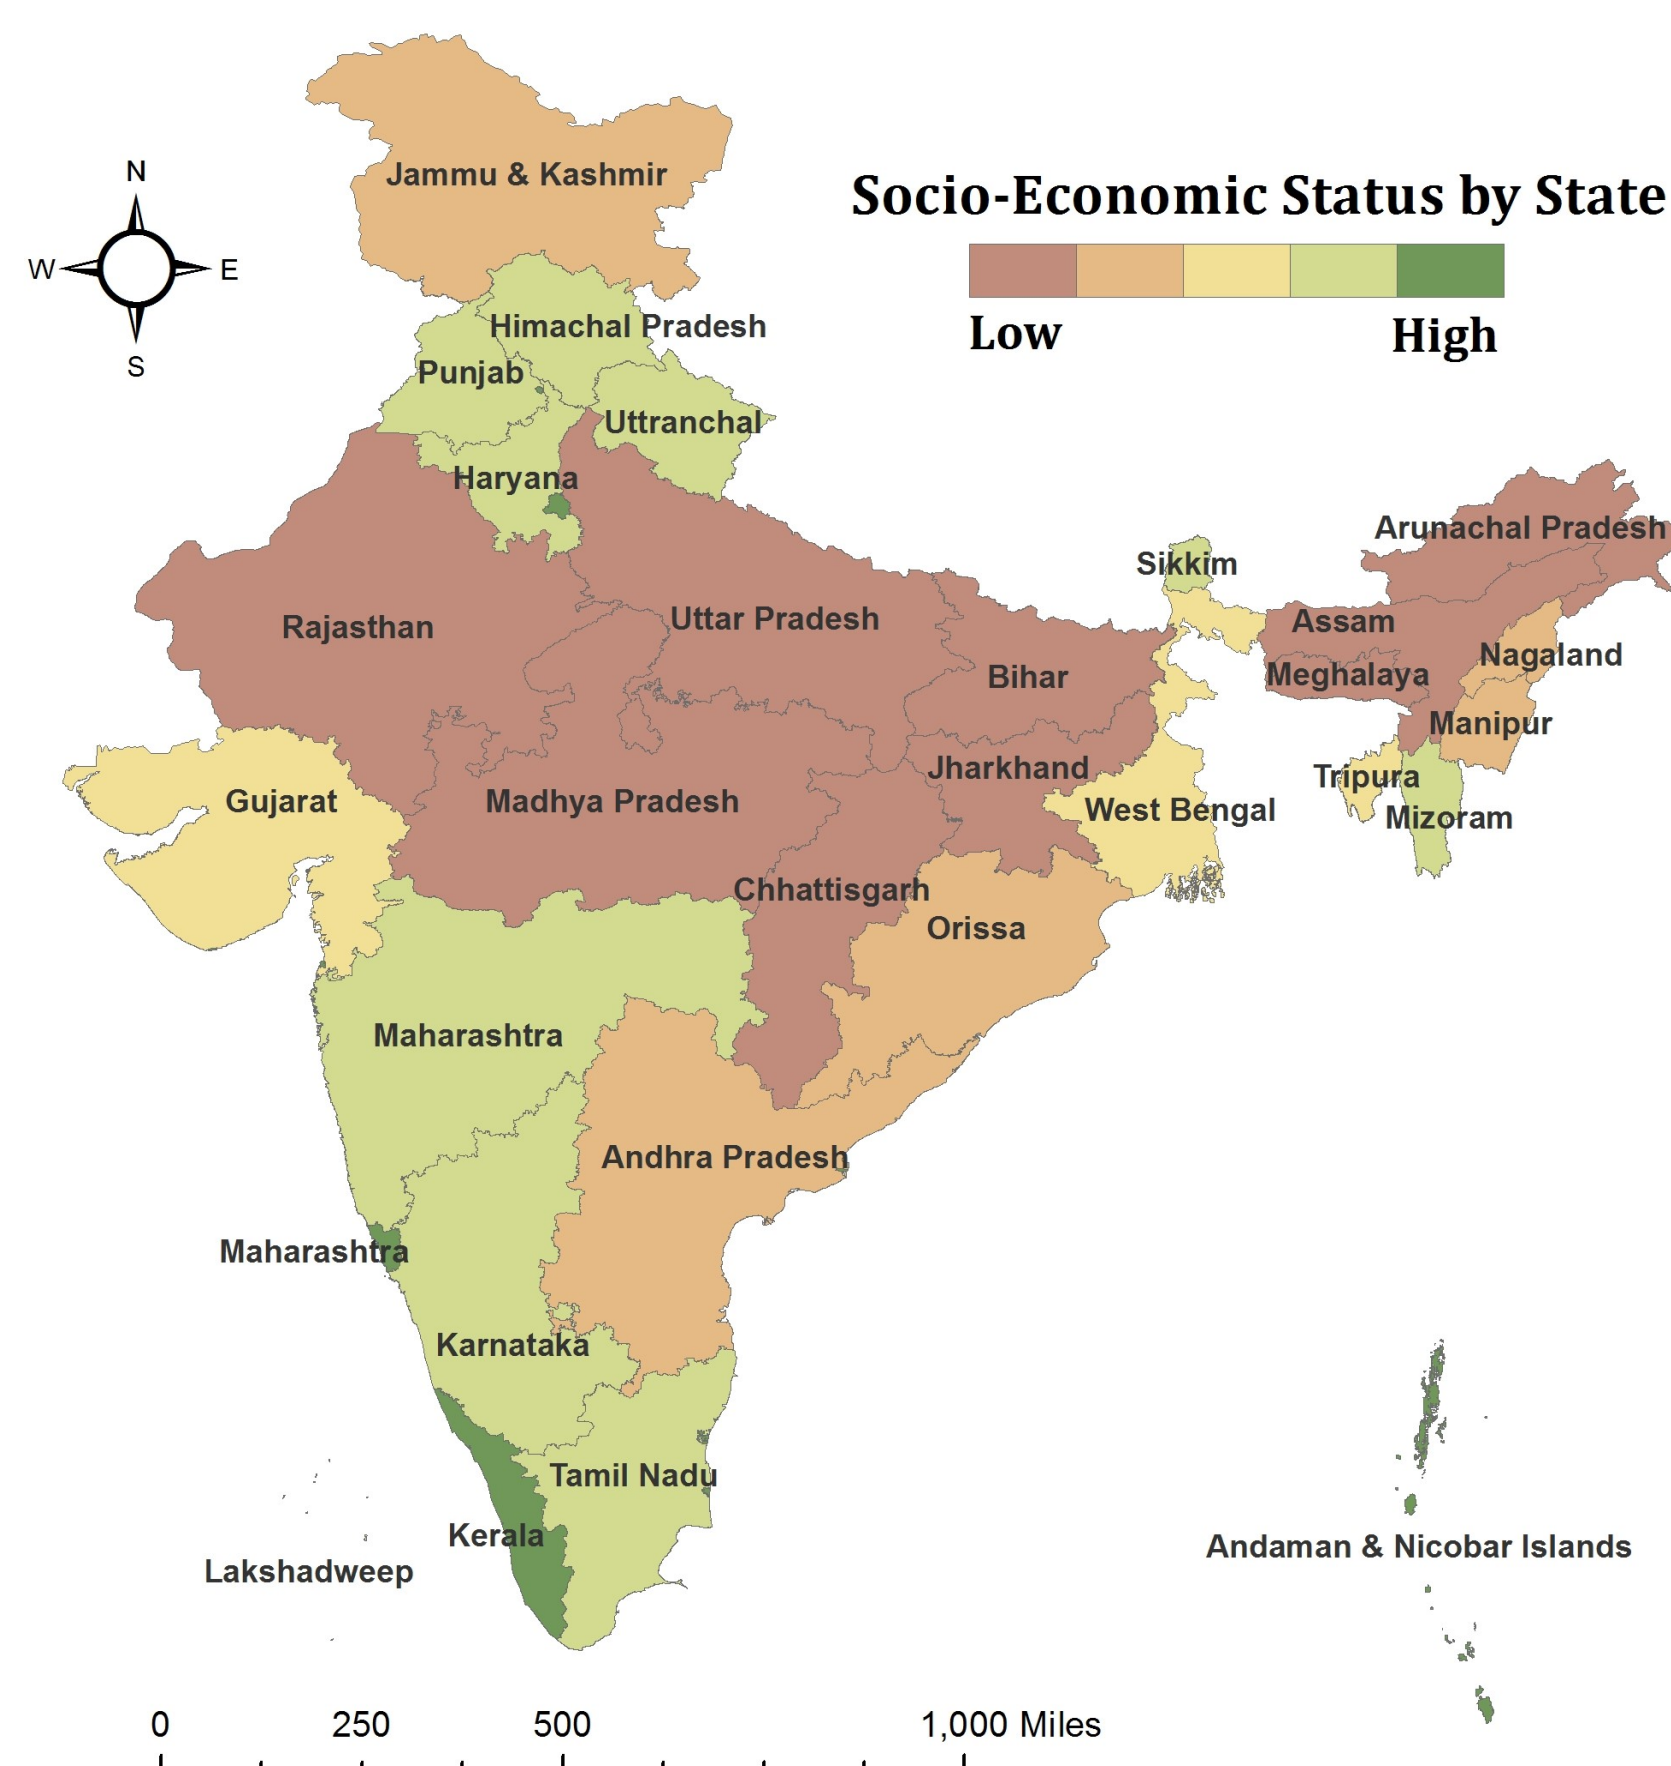 Jammu & Kashmir
N
W
E
S
Socio-Economic Status by State
Low
High
Himachal Pradesh
Punjab
Uttranchal
Haryana
Arunachal Pradesh
Sikkim
Rajasthan
Uttar Pradesh
Assam
Nagaland
Bihar
Meghalaya
Manipur
Jharkhand
Tripura
Gujarat
Madhya Pradesh
West Bengal
Mizoram
Chhattisgarh
Orissa
Maharashtra
Andhra Pradesh
Maharashtra
Karnataka
Tamil Nadu
Kerala
Andaman & Nicobar Islands
Lakshadweep
0 250 500 1,000 Miles